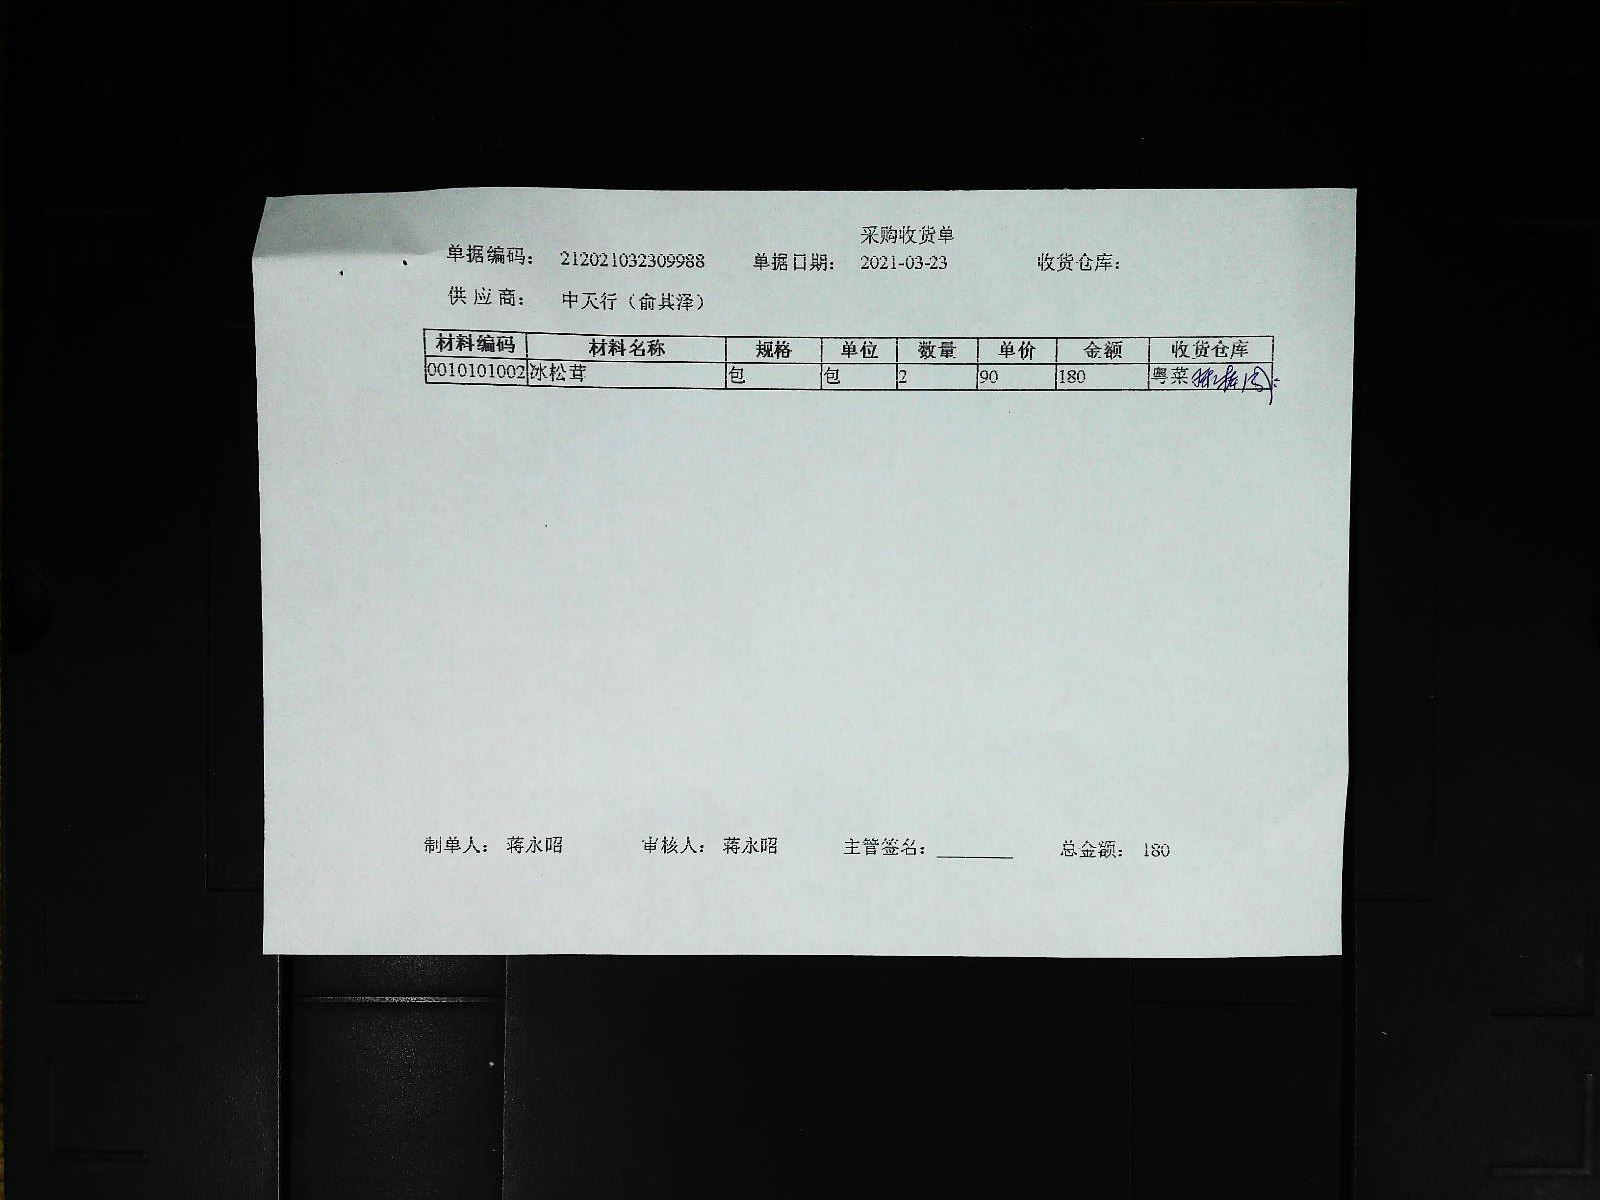 采购收货单
单据编码： 212021032309988 单据日期： 2021-03-23 收货仓库：
供应商： 中天行（俞其泽）
材料编码 材料名称 规格 单位 数量 单价 金额 收货仓库
0010101002 冰松茸 包 包 2 90 180 粤菜
制单人： 蒋永昭 审核人： 蒋永昭 主管签名：________ 总金额： 180